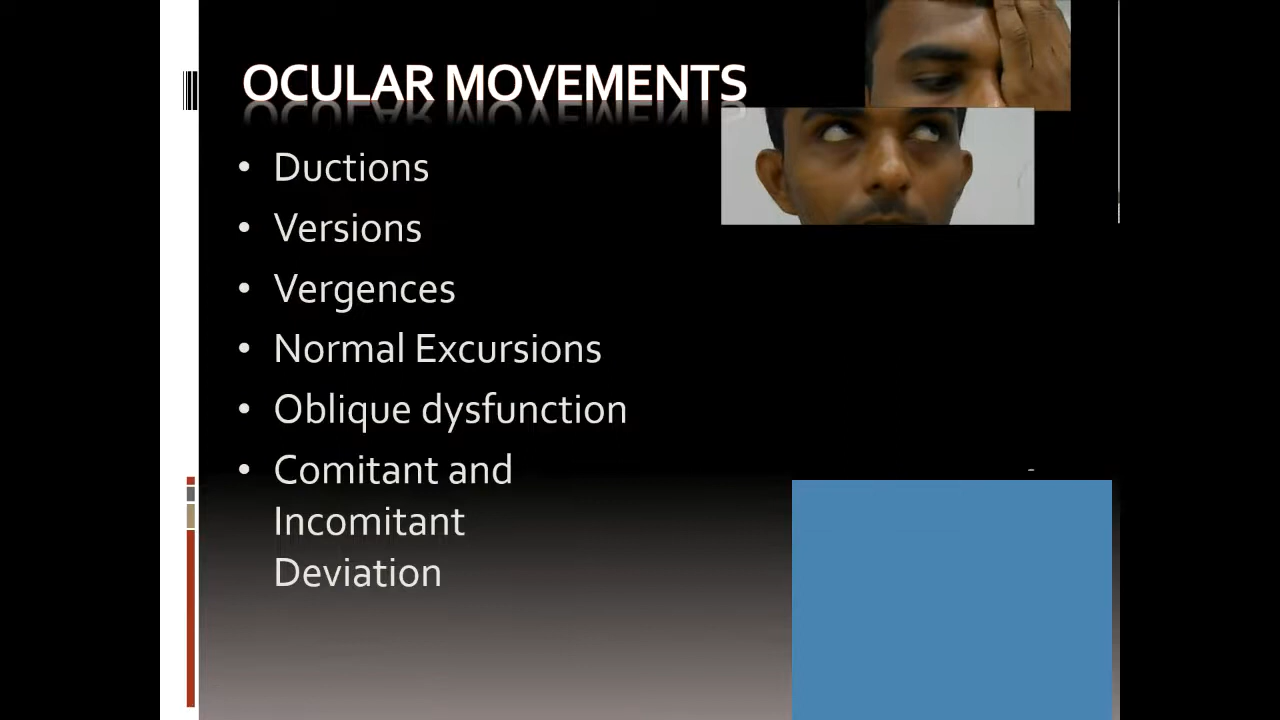 OCULAR MOVEMENTS
• Ductions
• Versions
• Vergences
• Normal Excursions
• Oblique dysfunction
• Comitant and
Incomitant
Deviation